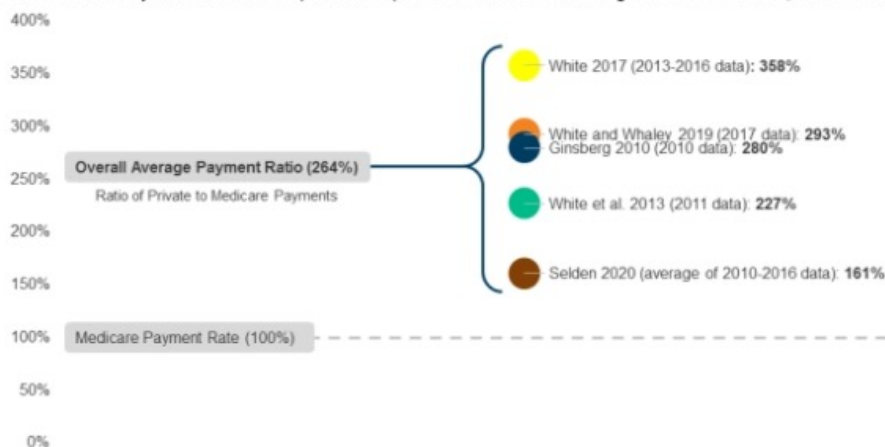 400%
350%
White 2017 (2013-2016 data): 358%
300%
White and Whaley 2019 (2017 data): 293%
Ginsberg 2010 (2010 data): 280%
Overall Average Payment Ratio (264%)
Ratio of Private to Medicare Payments
250%
White et al. 2013 (2011 data): 227%
200%
Selden 2020 (average of 2010-2016 data): 161%
150%
100%
Medicare Payment Rate (100%)
50%
0%